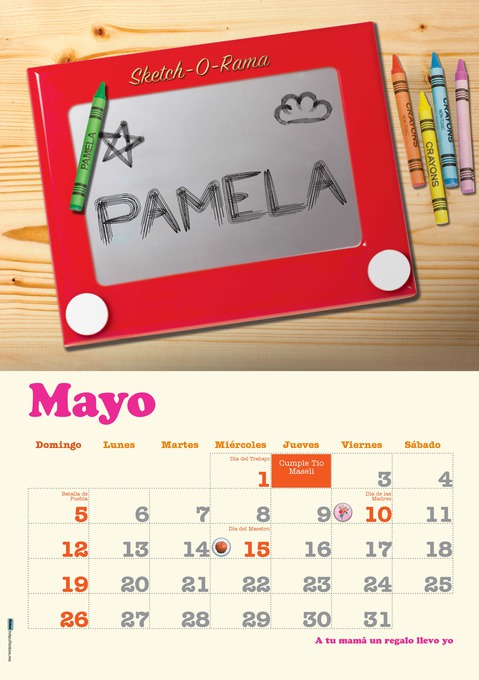 Sketch-O-Rama
PAMELA
PAMELA
CRAYONS
CRAYONS
CRAYONS
CRAYONS
Mayo
Domingo Lunes Martes Miércoles Jueves Viernes Sábado
Día del Trabajo
1
Cumple Tio
Maseli
3 4
Batalla de
Puebla
Día de las
Madres
5 6 7 8 9 10 11
Día del Maestro
12 13 14 15 16 17 18
19 20 21 22 23 24 25
26 27 28 29 30 31
A tu mamá un regalo llevo yo